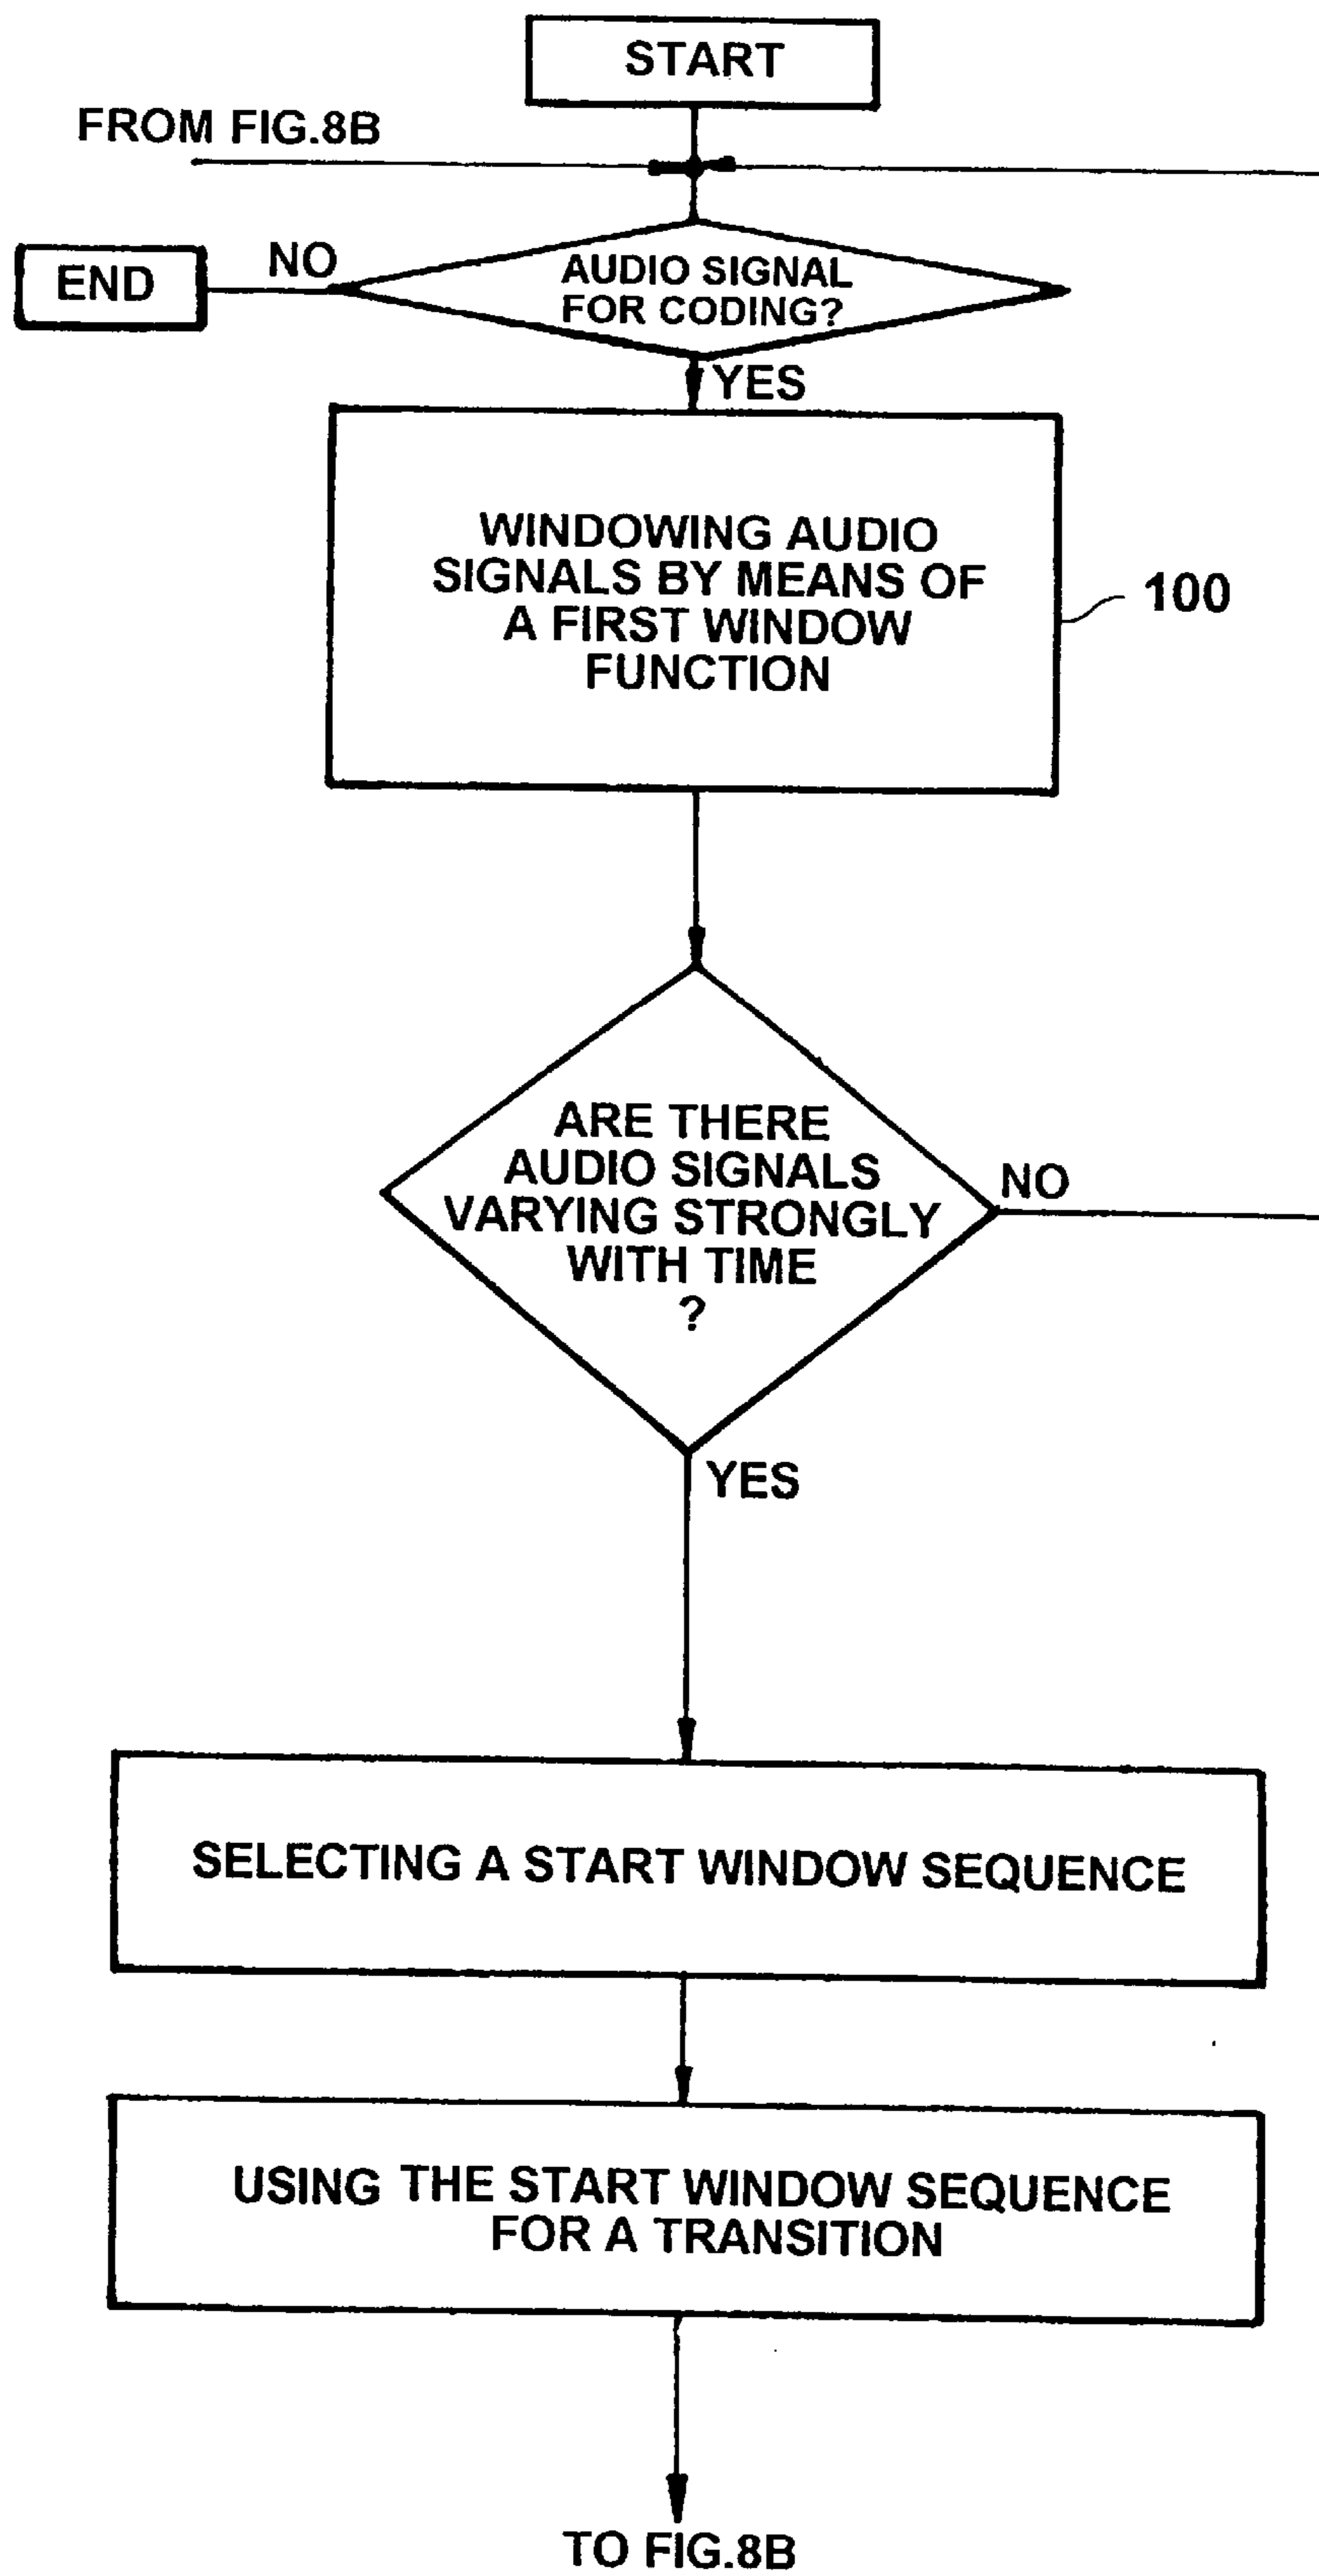 START
FROM FIG.8B
END
NO
AUDIO SIGNAL
FOR CODING?
YES
WINDOWING AUDIO
SIGNALS BY MEANS OF
A FIRST WINDOW
FUNCTION
100
ARE THERE
AUDIO SIGNALS
VARYING STRONGLY
WITH TIME
?
NO
YES
SELECTING A START WINDOW SEQUENCE
USING THE START WINDOW SEQUENCE
FOR A TRANSITION
TO FIG.8B